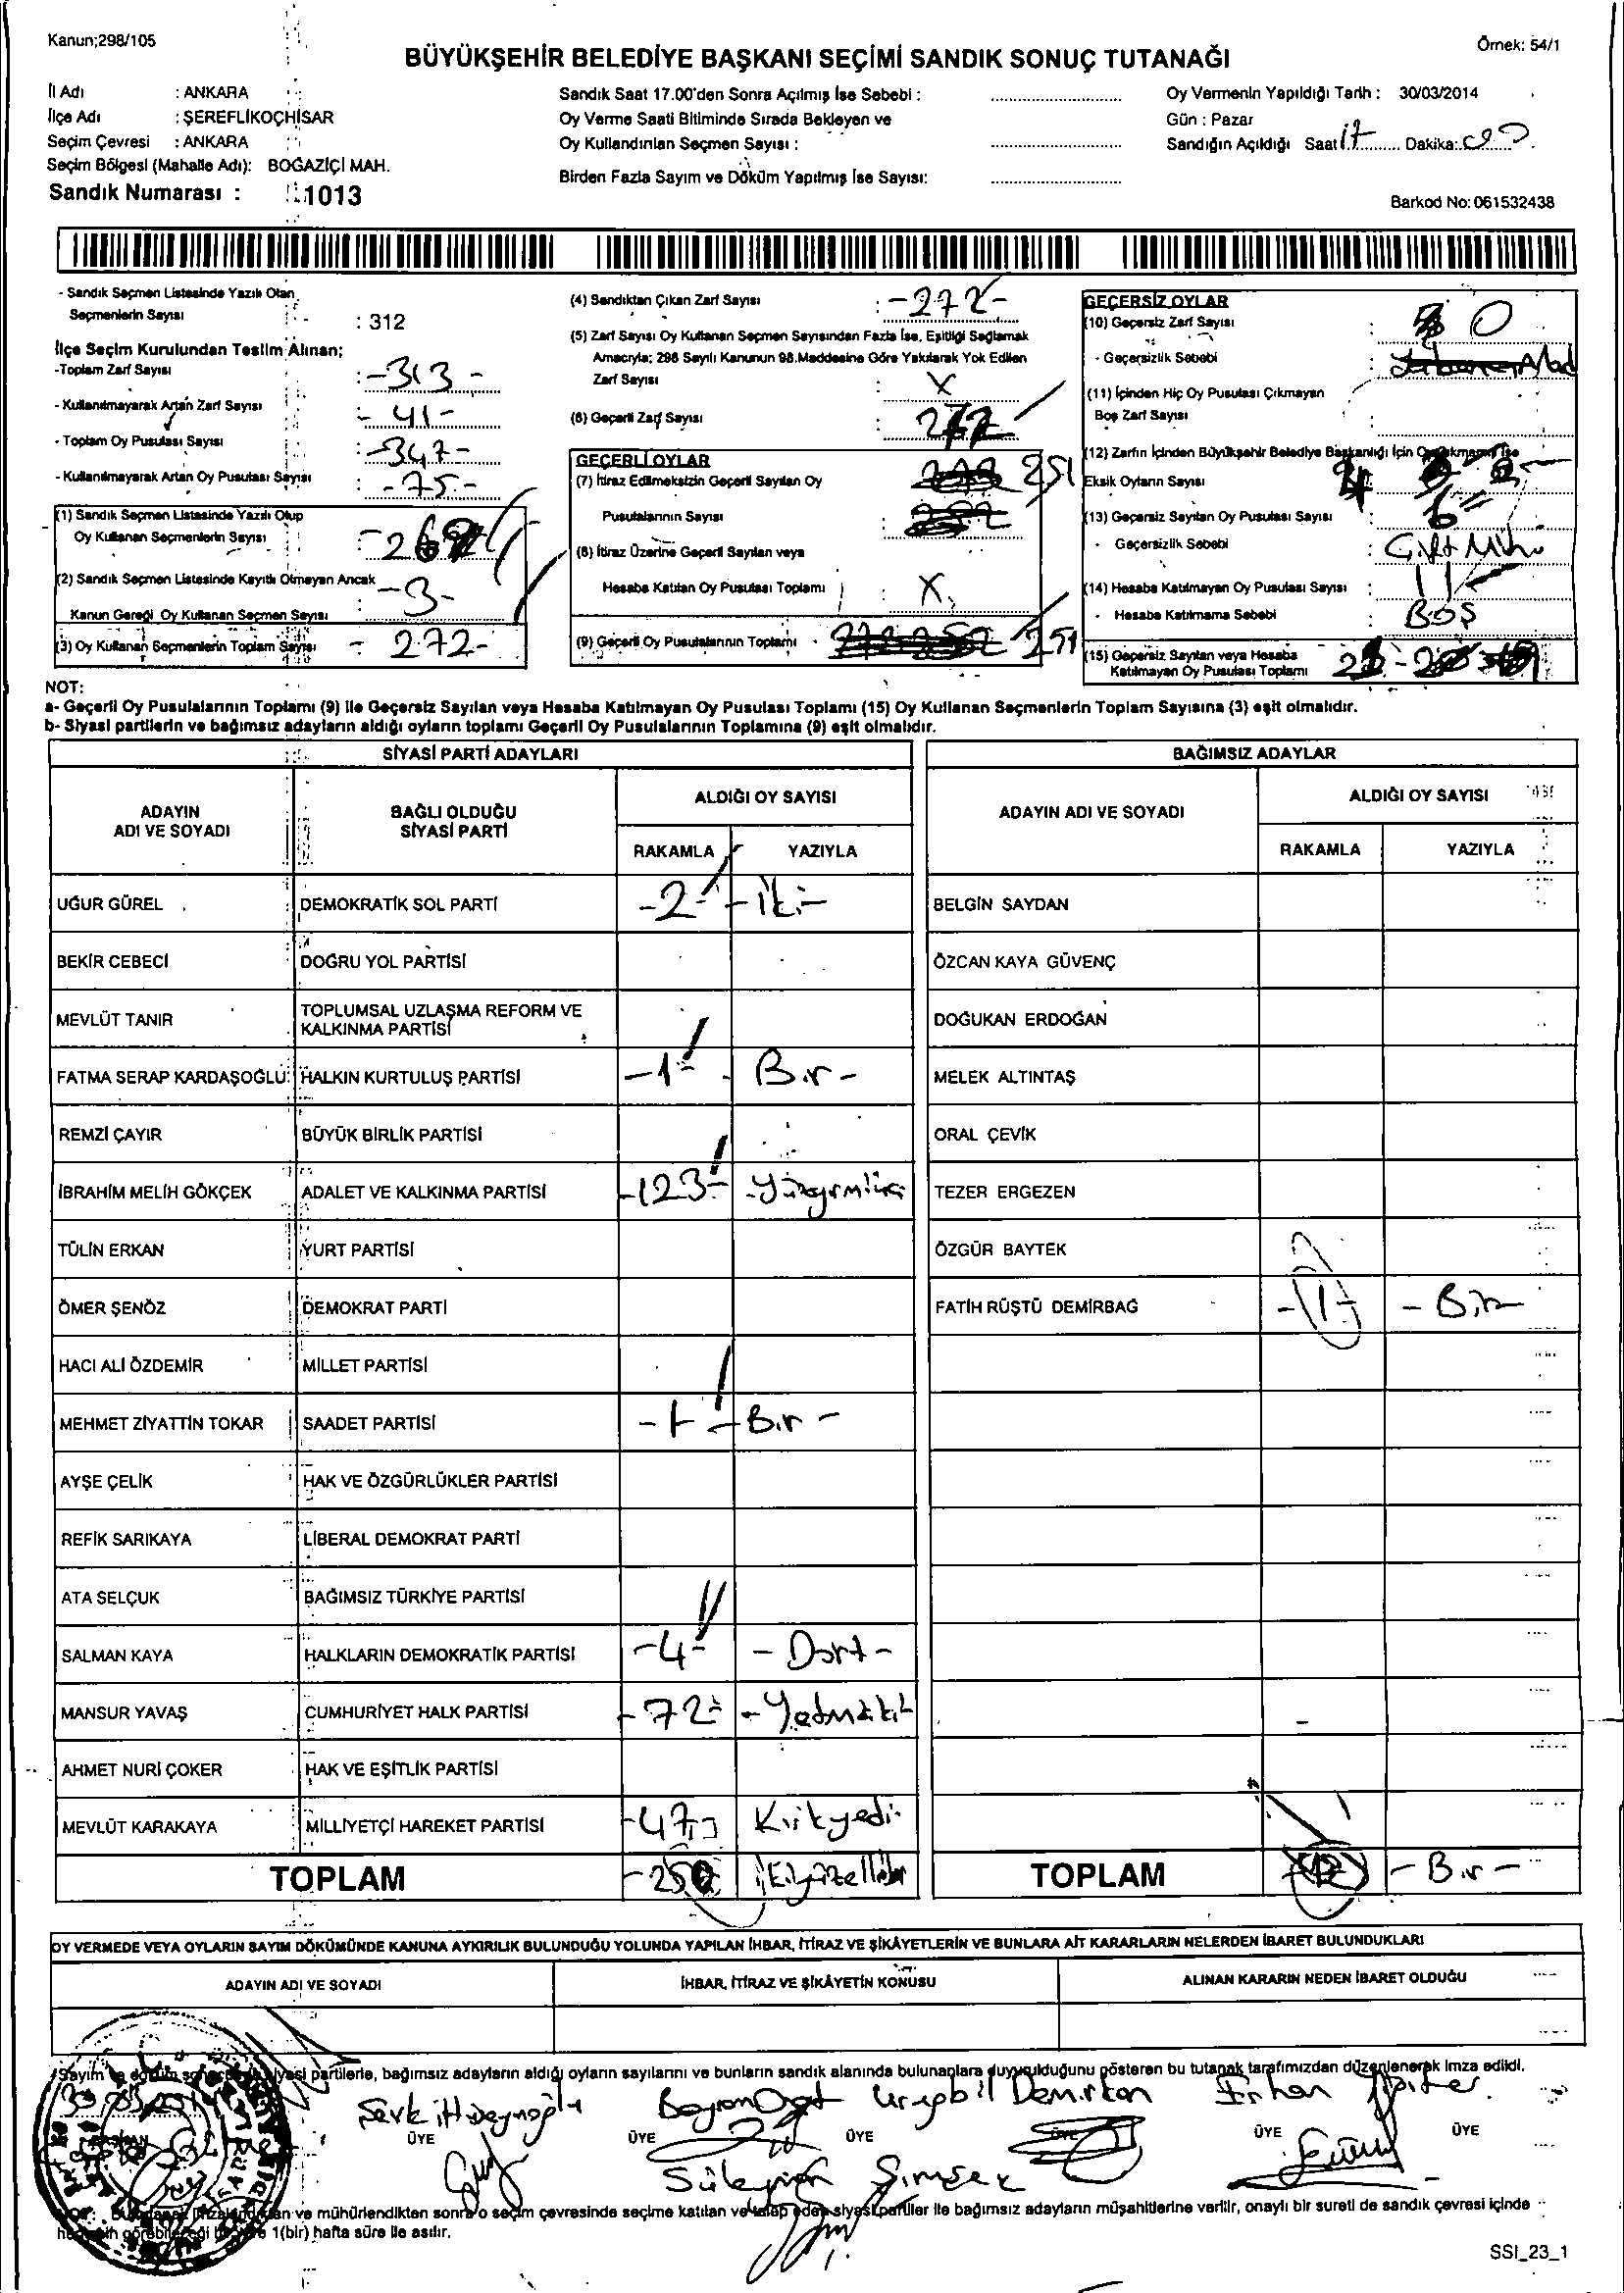 Kanun;298/105
Örnek: 54/1
BÜYÜKŞEHİR BELEDİYE BAŞKANI SEÇİMİ SANDIK SONUÇ TUTANAĞI
İl Adı : ANKARA
İlçe Adı : ŞEREFLİKOÇHİSAR
Seçim Çevresi : ANKARA
Seçim Bölgesi (Mahalle Adı): BOĞAZİÇİ MAH.
Sandık Numarası : 1013
Sandık Saat 17.00'den Sonra Açılmış İse Sebebi :
Oy Verme Saati Bitiminde Sırada Bekleyen ve
Oy Kullandırılan Seçmen Sayısı :
Birden Fazla Sayım ve Döküm Yapılmış İse Sayısı:
Oy Vermenin Yapıldığı Tarih : 30/03/2014
Gün : Pazar
Sandığın Açıldığı Saat 17 Dakika:
Barkod No: 061532438
- Sandık Seçmen Listesinde Yazılı Olan
Seçmenlerin Sayısı : 312
İlçe Seçim Kurulundan Teslim Alınan;
-Toplam Zarf Sayısı : -313-
- Kullanılmayarak Artan Zarf Sayısı : - 41-
- Toplam Oy Pusulası Sayısı : -347-
- Kullanılmayarak Artan Oy Pusulası Sayısı : -75-
(1) Sandık Seçmen Listesinde Yazılı Olup
Oy Kullanan Seçmenlerin Sayısı
(2) Sandık Seçmen Listesinde Kayıtlı Olmayan Ancak
Kanun Gereği Oy Kullanan Seçmen Sayısı : -3-
(3) Oy Kullanan Seçmenlerin Toplam Sayısı - 272-
(4) Sandıktan Çıkan Zarf Sayısı : -272-
(5) Zarf Sayısı Oy Kullanan Seçmen Sayısından Fazla İse, Eşitliği Sağlamak
Amacıyla; 298 Sayılı Kanunun 98.Maddesine Göre Yakılarak Yok Edilen
Zarf Sayısı : X
(6) Geçerli Zarf Sayısı : 272
GEÇERLİ OYLAR
(7) İtiraz Edilmeksizin Geçerli Sayılan Oy 251
Pusulalarının Sayısı :
(8) İtiraz Üzerine Geçerli Sayılan veya
Hesaba Katılan Oy Pusulası Toplamı : X
(9) Geçerli Oy Pusulalarının Toplamı 251
GEÇERSİZ OYLAR
(10) Geçersiz Zarf Sayısı : 0
- Geçersizlik Sebebi :
(11) İçinden Hiç Oy Pusulası Çıkmayan
Boş Zarf Sayısı :
(12) Zarfın İçinden Büyükşehir Belediye Başkanlığı İçin Oy Çıkmamış İse
Eksik Oyların Sayısı
(13) Geçersiz Sayılan Oy Pusulası Sayısı : 6
- Geçersizlik Sebebi : Çift Mühr
(14) Hesaba Katılmayan Oy Pusulası Sayısı : 11
- Hesaba Katılmama Sebebi : BOŞ
(15) Geçersiz Sayılan veya Hesaba
Katılmayan Oy Pusulası Toplamı
NOT:
a- Geçerli Oy Pusulalarının Toplamı (9) ile Geçersiz Sayılan veya Hesaba Katılmayan Oy Pusulası Toplamı (15) Oy Kullanan Seçmenlerin Toplam Sayısına (3) eşit olmalıdır.
b- Siyasi partilerin ve bağımsız adayların aldığı oyların toplamı Geçerli Oy Pusulalarının Toplamına (9) eşit olmalıdır.
SİYASİ PARTİ ADAYLARI
ADAYIN ADI VE SOYADI BAĞLI OLDUĞU SİYASİ PARTİ ALDIĞI OY SAYISI
RAKAMLA YAZIYLA
UĞUR GÜREL DEMOKRATİK SOL PARTİ -2- - iki -
BEKİR CEBECİ DOĞRU YOL PARTİSİ
MEVLÜT TANIR TOPLUMSAL UZLAŞMA REFORM VE KALKINMA PARTİSİ
FATMA SERAP KARDAŞOĞLU HALKIN KURTULUŞ PARTİSİ -1- Bir -
REMZİ ÇAYIR BÜYÜK BİRLİK PARTİSİ
İBRAHİM MELİH GÖKÇEK ADALET VE KALKINMA PARTİSİ -123- -Yüzyirmiüç
TÜLİN ERKAN YURT PARTİSİ
ÖMER ŞENÖZ DEMOKRAT PARTİ
HACI ALİ ÖZDEMİR MİLLET PARTİSİ
MEHMET ZİYATTİN TOKAR SAADET PARTİSİ -1- - Bir -
AYŞE ÇELİK HAK VE ÖZGÜRLÜKLER PARTİSİ
REFİK SARIKAYA LİBERAL DEMOKRAT PARTİ
ATA SELÇUK BAĞIMSIZ TÜRKİYE PARTİSİ
SALMAN KAYA HALKLARIN DEMOKRATİK PARTİSİ -4- - Dört -
MANSUR YAVAŞ CUMHURİYET HALK PARTİSİ -72- - Yetmişiki
AHMET NURİ ÇOKER HAK VE EŞİTLİK PARTİSİ
MEVLÜT KARAKAYA MİLLİYETÇİ HAREKET PARTİSİ -47- Kırkyedi-
TOPLAM -250 İkiyüzelli
BAĞIMSIZ ADAYLAR
ADAYIN ADI VE SOYADI ALDIĞI OY SAYISI
RAKAMLA YAZIYLA
BELGİN SAYDAN
ÖZCAN KAYA GÜVENÇ
DOĞUKAN ERDOĞAN
MELEK ALTINTAŞ
ORAL ÇEVİK
TEZER ERGEZEN
ÖZGÜR BAYTEK
FATİH RÜŞTÜ DEMİRBAĞ -1- - Bir -
TOPLAM - Bir -
OY VERMEDE VEYA OYLARIN SAYIM DÖKÜMÜNDE KANUNA AYKIRILIK BULUNDUĞU YOLUNDA YAPILAN İHBAR, İTİRAZ VE ŞİKÂYETLERİN VE BUNLARA AİT KARARLARIN NELERDEN İBARET BULUNDUKLARI
ADAYIN ADI VE SOYADI İHBAR, İTİRAZ VE ŞİKÂYETİN KONUSU ALINAN KARARIN NEDEN İBARET OLDUĞU
Sayım partilerle, bağımsız adayların aldığı oyların sayılarını ve bunların sandık alanında bulunanlara duyurulduğunu gösteren bu tutanak tarafımızdan düzenlenerek imza edildi.
Demirkan Erhan
ÜYE ÜYE ÜYE ÜYE ÜYE ÜYE
Süleyman Şimşek
ve mühürlendikten sonra o seçim çevresinde seçime katılan ve talep eden siyasi partiler ile bağımsız adayların müşahitlerine verilir, onaylı bir sureti de sandık çevresi içinde
görebileceği 1(bir) hafta süre ile asılır.
SSI_23_1